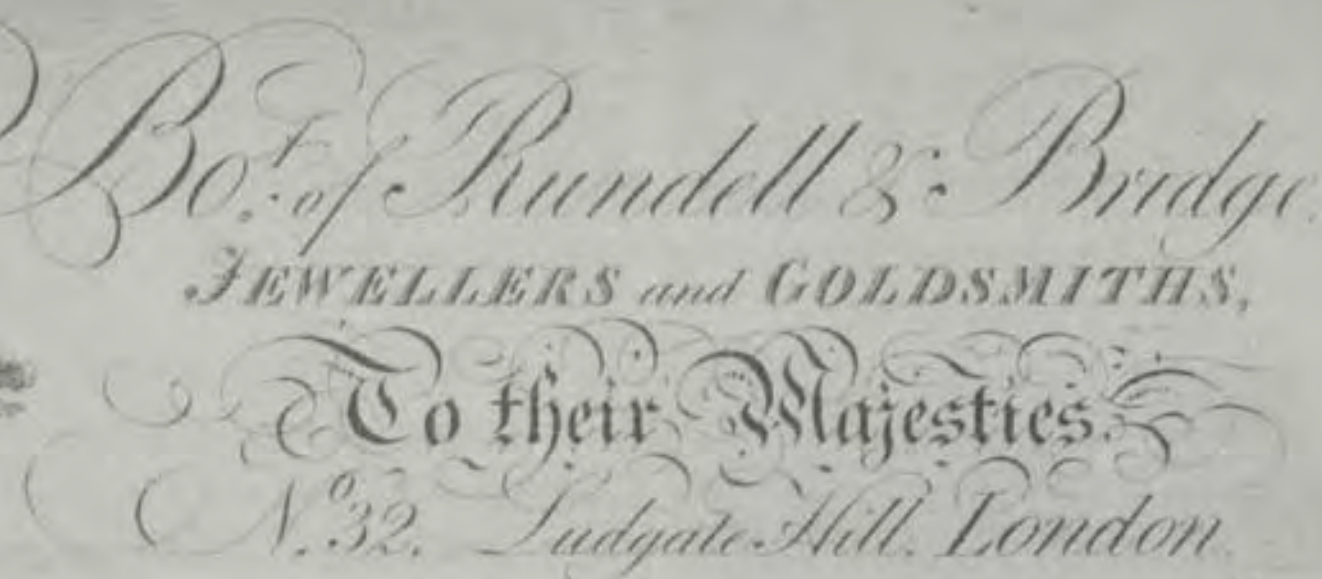 Bo.t of Rundell & Bridge,
JEWELLERS and GOLDSMITHS,
To their Majesties.
N.o 32. Ludgate Hill. London.